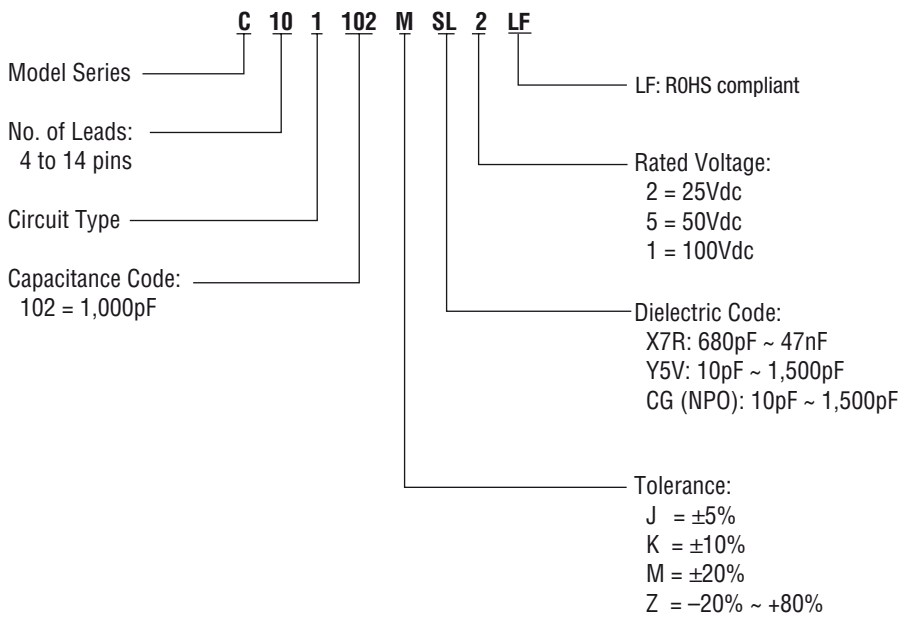 C 10 1 102 M SL 2 LF
Model Series
No. of Leads:
4 to 14 pins
Circuit Type
Capacitance Code:
102 = 1,000pF
LF: R0HS compliant
Rated Voltage:
2 = 25Vdc
5 = 50Vdc
1 = 100Vdc
Dielectric Code:
X7R: 680pF ~ 47nF
Y5V: 10pF ~ 1,500pF
CG (NPO): 10pF ~ 1,500pF
Tolerance:
J = ±5%
K = ±10%
M = ±20%
Z = –20% ~ +80%